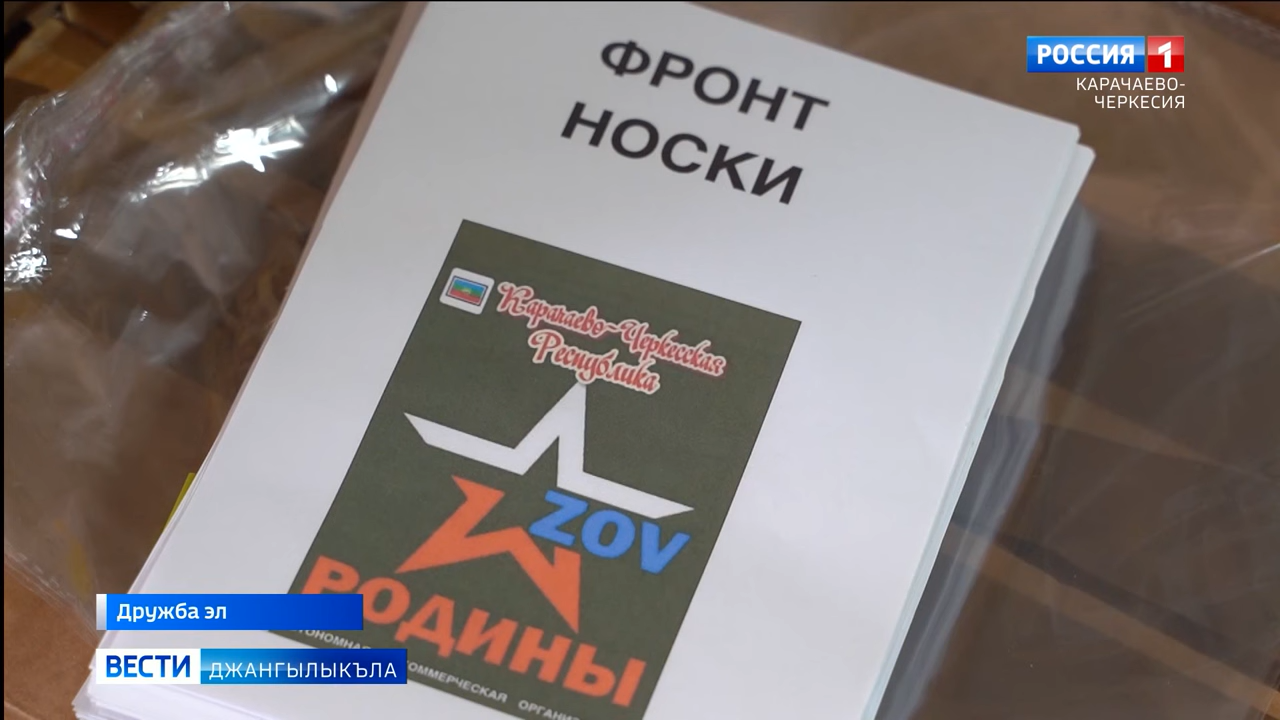 РОССИЯ 1
КАРАЧАЕВО-
ЧЕРКЕСИЯ
ФРОНТ
НОСКИ
Карачаево-Черкесская
Республика
ZOV
РОДИНЫ
КОММЕРЧЕСКАЯ
Дружба эл
ВЕСТИ ДЖАНГЫЛЫКЪЛА